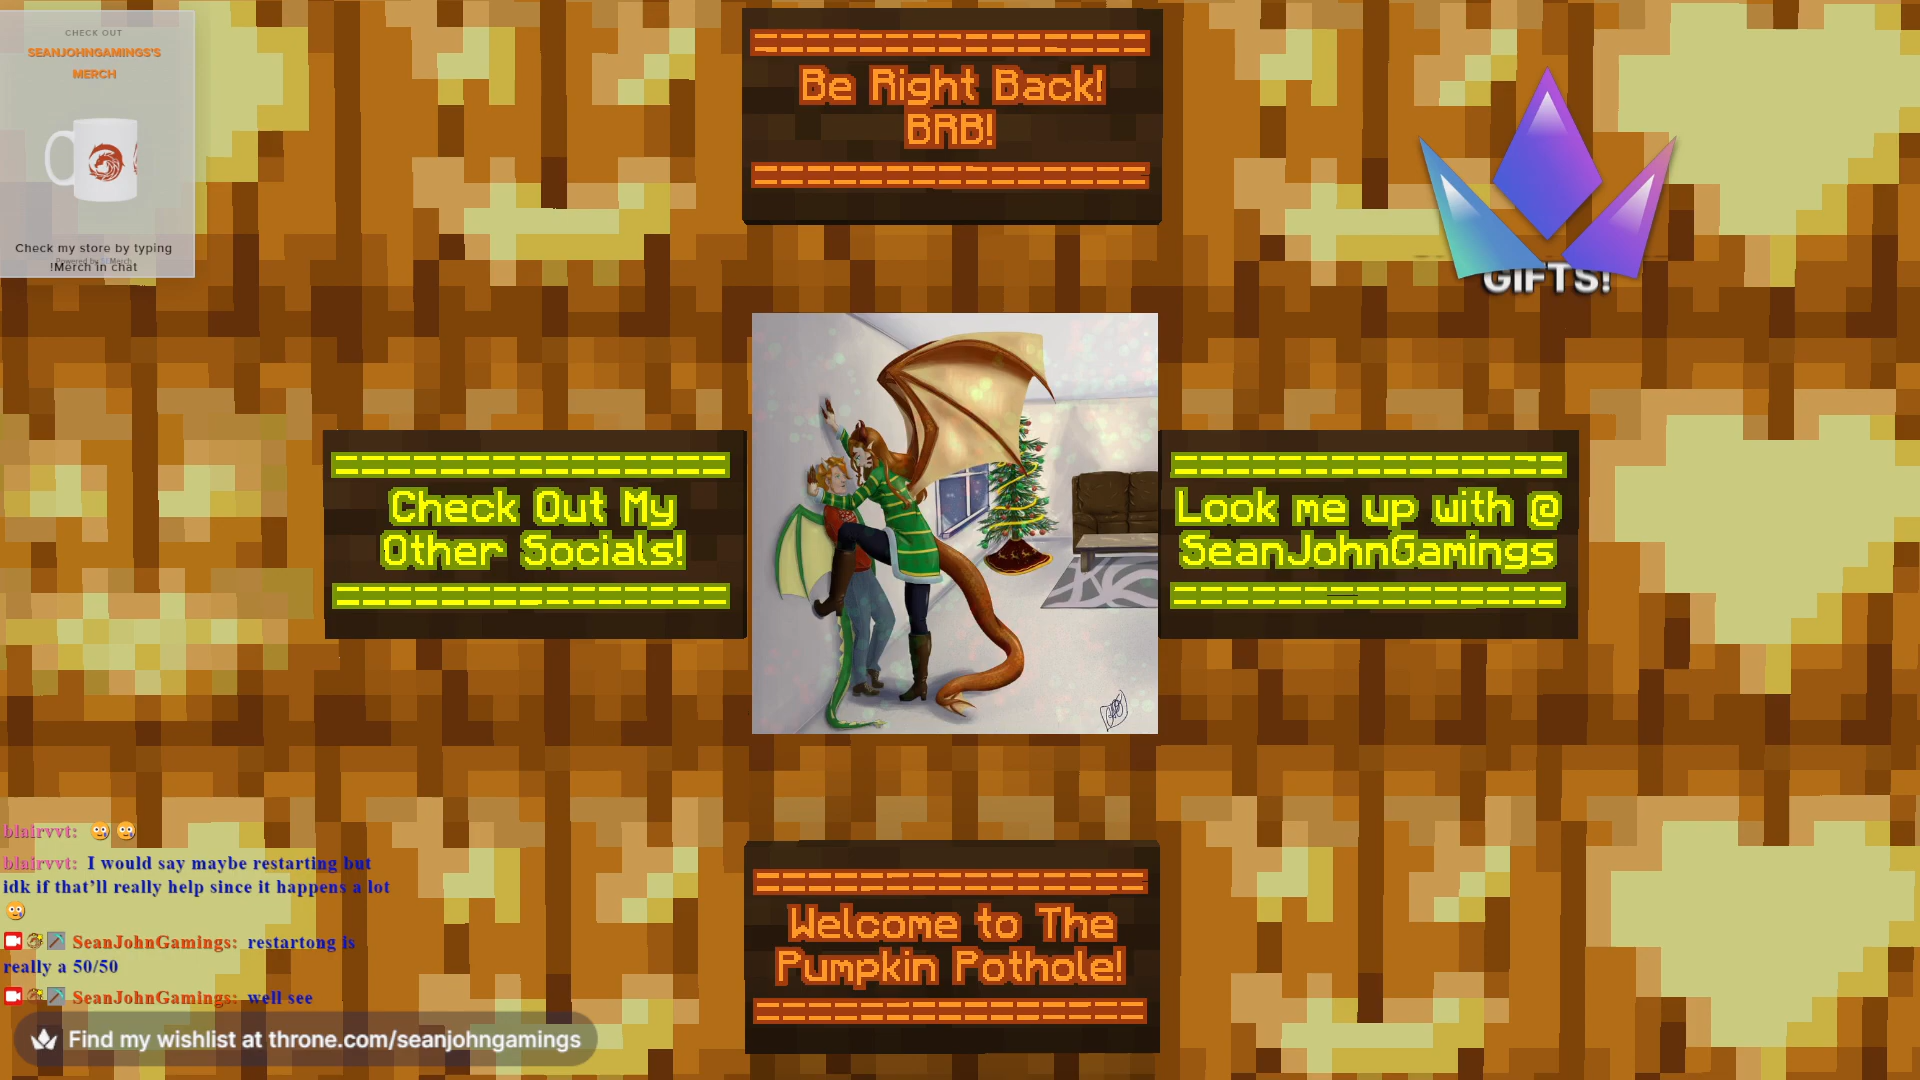 CHECK OUT
SEANJOHNGAMINGS'S
MERCH
Check my store by typing
Powered by SEMerch
!Merch in chat
Be Right Back!
BRB!
GIFTS!
Check Out My
Other Socials!
Look me up with @
SeanJohnGamings
blairvvt:
blairvvt: I would say maybe restarting but
idk if that'll really help since it happens a lot
SeanJohnGamings: restartong is
really a 50/50
SeanJohnGamings: well see
Find my wishlist at throne.com/seanjohngamings
Welcome to The
Pumpkin Pothole!